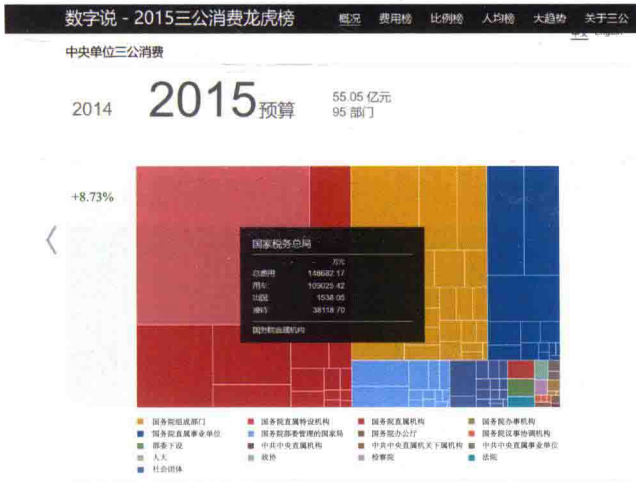 数字说 - 2015三公消费龙虎榜 概况 费用榜 比例榜 人均榜 大趋势 关于三公
中央单位三公消费
2014 2015预算 55.05 亿元
95 部门
+8.73%
国家税务总局
万元
总费用 148682.17
用车: 109025.42
出国: 1538.05
接待: 38118.70
国务院直属机构
国务院组成部门 国务院直属特设机构 国务院直属机构 国务院办事机构
国务院直属事业单位 国务院部委管理的国家局 国务院办公厅 国务院议事协调机构
部委下设 中共中央直属机构 中共中央直属机关下属机构 中共中央直属事业单位
人大 政协 检察院 法院
社会团体